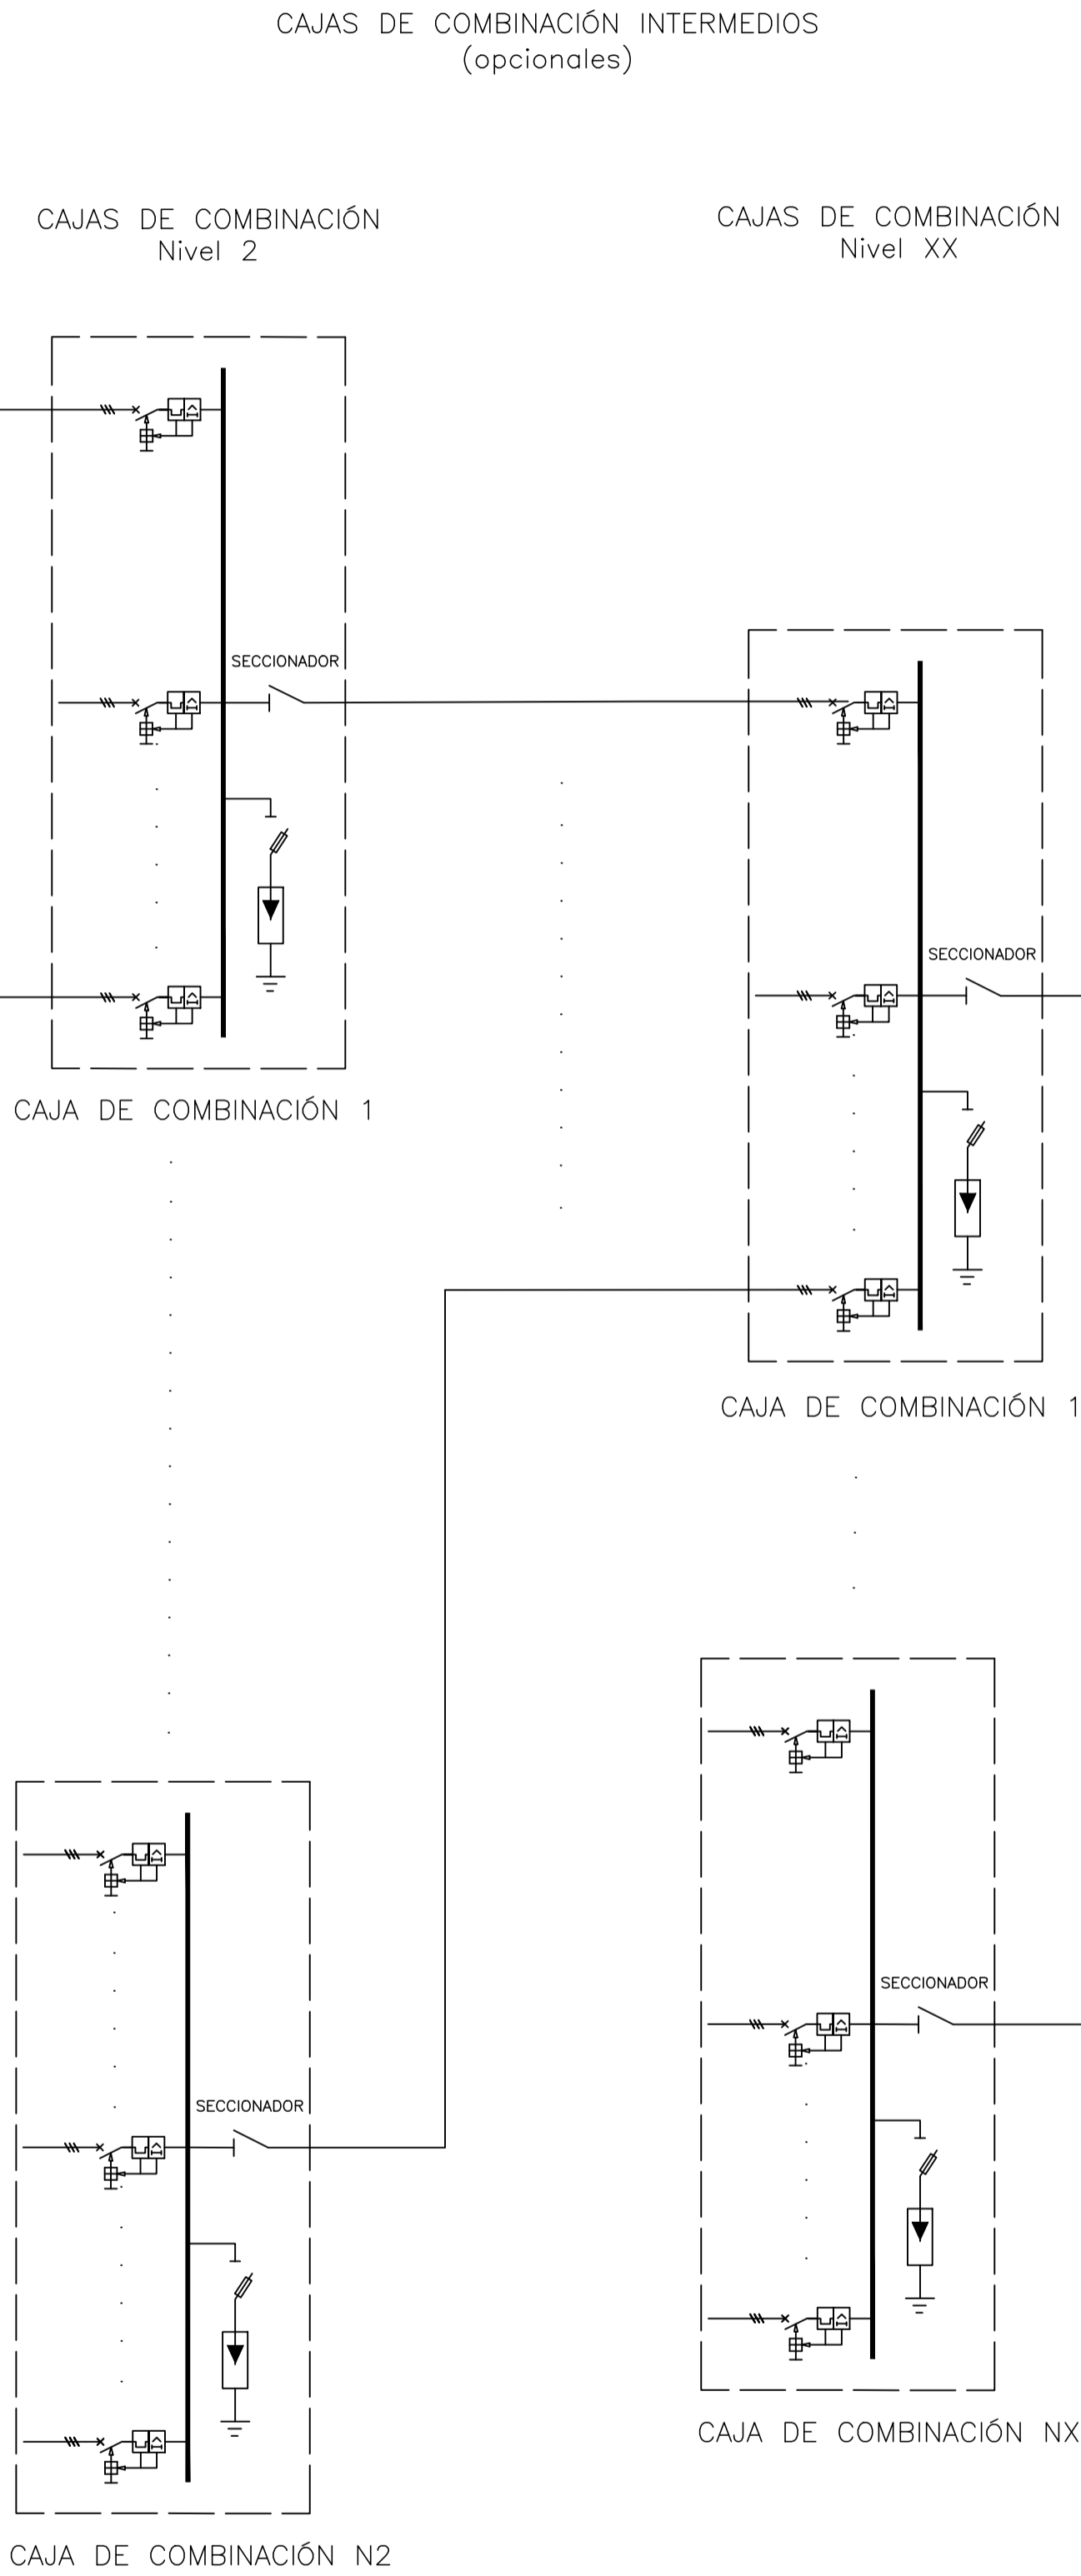 CAJAS DE COMBINACIÓN INTERMEDIOS
(opcionales)
CAJAS DE COMBINACIÓN
Nivel 2
CAJAS DE COMBINACIÓN
Nivel XX
SECCIONADOR
SECCIONADOR
CAJA DE COMBINACIÓN 1
CAJA DE COMBINACIÓN 1
SECCIONADOR
SECCIONADOR
CAJA DE COMBINACIÓN NX
CAJA DE COMBINACIÓN N2